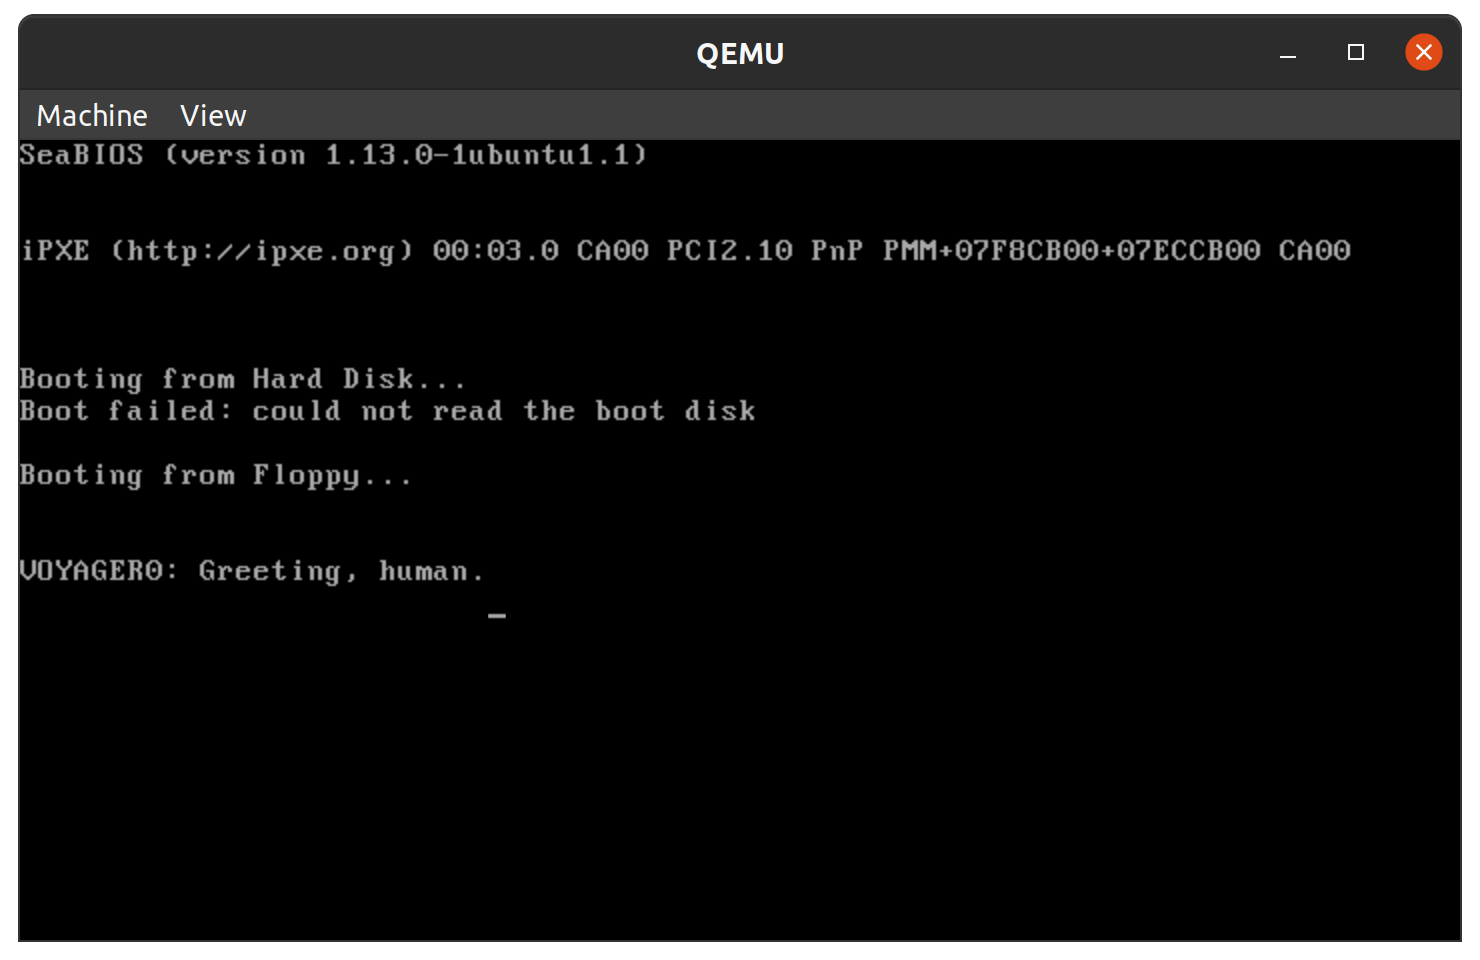 QEMU
Machine View
SeaBIOS (version 1.13.0-1ubuntu1.1)
iPXE (http://ipxe.org) 00:03.0 CA00 PCI2.10 PnP PMM+07F8CB00+07ECCB00 CA00
Booting from Hard Disk...
Boot failed: could not read the boot disk
Booting from Floppy...
VOYAGER0: Greeting, human.